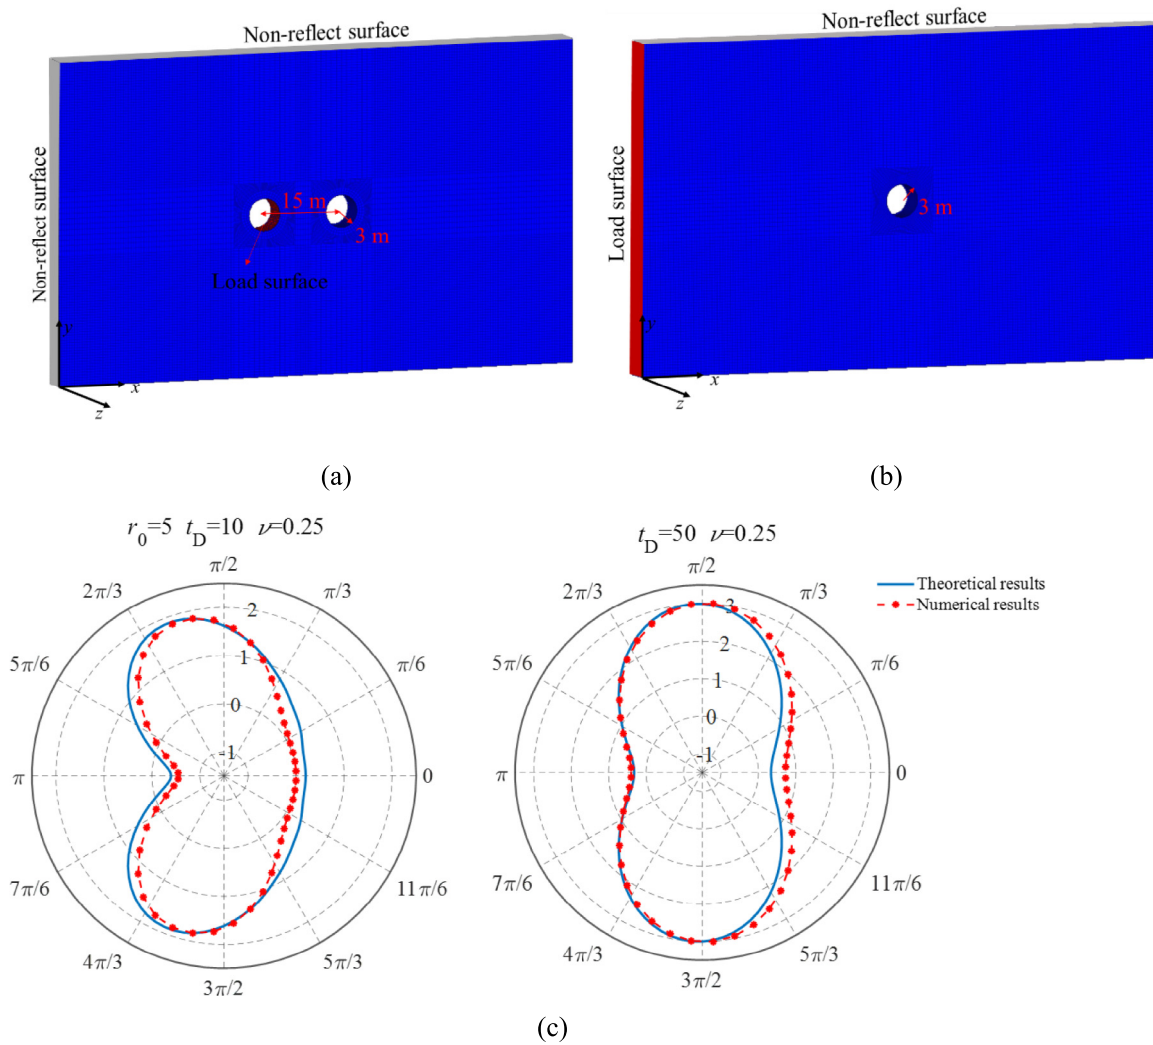 Non-reflect surface
Non-reflect surface
15 m
3 m
Load surface
y
x
z
(a)
Non-reflect surface
Load surface
3 m
y
x
z
(b)
r0=5 tD=10 ν=0.25
π/2
2π/3
π/3
5π/6
π/6
π
0
7π/6
11π/6
4π/3
5π/3
3π/2
2
1
0
-1
tD=50 ν=0.25
π/2
2π/3
π/3
5π/6
π/6
π
0
7π/6
11π/6
4π/3
5π/3
3π/2
3
2
1
0
-1
Theoretical results
Numerical results
(c)